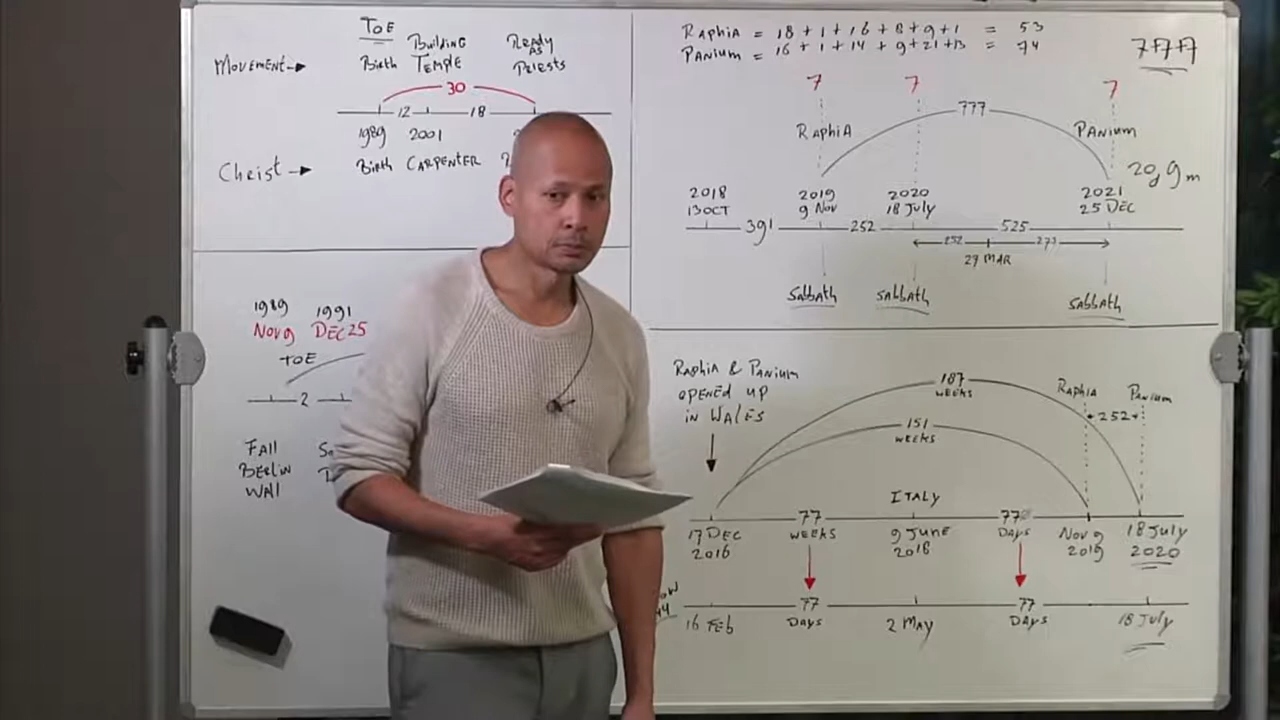 TOE
Building
Ready
As
Movement
Birth
TEMPLE
Priests
30
12
18
1989
2001
Christ
Birth
CARPENTER
1989
1991
Nov 9
DEC 25
TOE
2
Fall
BERLIN
WAll
RAPHIA = 18 + 1 + 16 + 8 + 9 + 1 = 53
PANIUM = 16 + 1 + 14 + 9 + 21 + 13 = 74
7+7+7
7
7
7
777
RAPHIA
PANIUM
20g 9m
2018
2019
2020
2021
13 OCT
9 Nov
18 July
25 DEC
391
252
525
252
273
29 MAR
Sabbath
Sabbath
Sabbath
RAPHIA & PANIUM
OPENED UP
in WALES
187
WEEKS
151
WEEKS
Raphia
Panium
252
ITALY
17 DEC
2016
77
WEEKS
9 JUNE
2018
DAYS
Nov 9
2019
18 July
2020
16 Feb
77
DAYS
2 MAY
77
DAYS
18 July